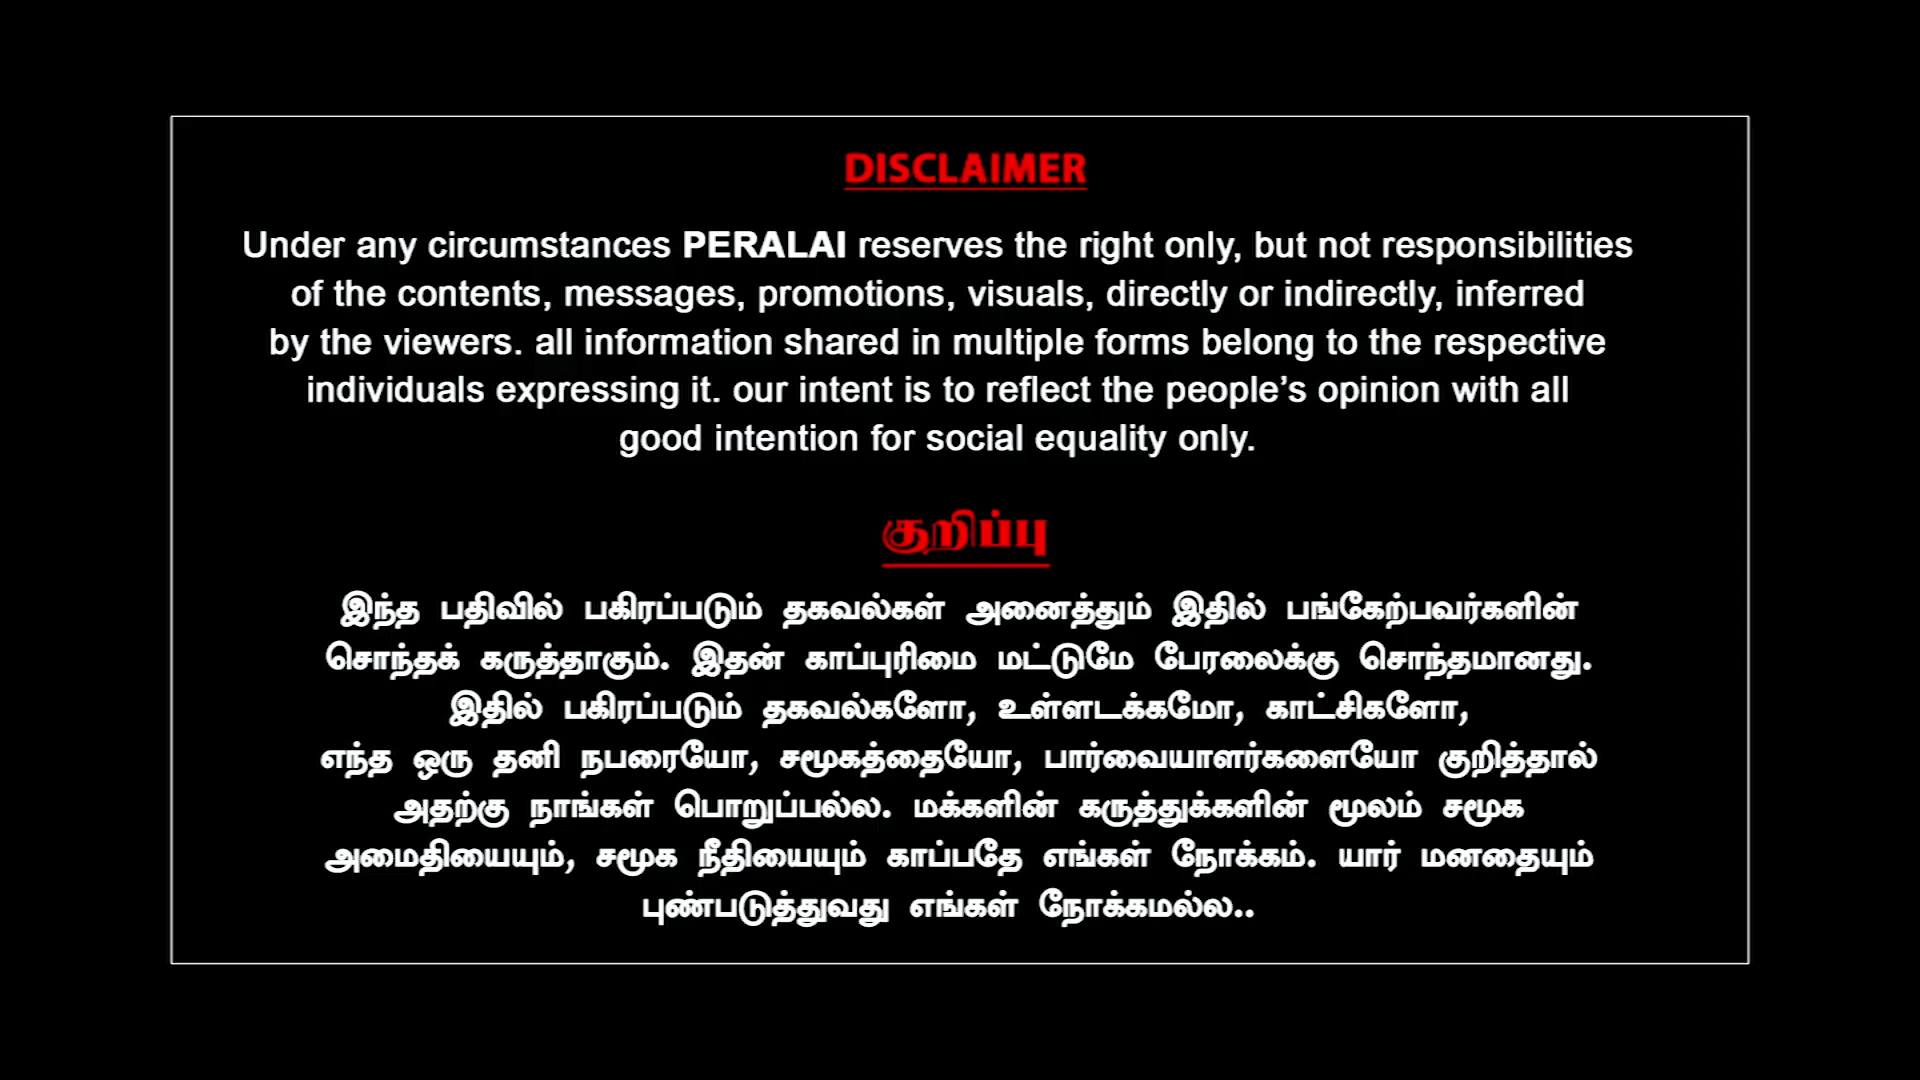 DISCLAIMER
Under any circumstances PERALAI reserves the right only, but not responsibilities
of the contents, messages, promotions, visuals, directly or indirectly, inferred
by the viewers. all information shared in multiple forms belong to the respective
individuals expressing it. our intent is to reflect the people’s opinion with all
good intention for social equality only.
குறிப்பு
இந்த பதிவில் பகிரப்படும் தகவல்கள் அனைத்தும் இதில் பங்கேற்பவர்களின்
சொந்தக் கருத்தாகும். இதன் காப்புரிமை மட்டுமே பேரலைக்கு சொந்தமானது.
இதில் பகிரப்படும் தகவல்களோ, உள்ளடக்கமோ, காட்சிகளோ,
எந்த ஒரு தனி நபரையோ, சமூகத்தையோ, பார்வையாளர்களையோ குறித்தால்
அதற்கு நாங்கள் பொறுப்பல்ல. மக்களின் கருத்துக்களின் மூலம் சமூக
அமைதியையும், சமூக நீதியையும் காப்பதே எங்கள் நோக்கம். யார் மனதையும்
புண்படுத்துவது எங்கள் நோக்கமல்ல..